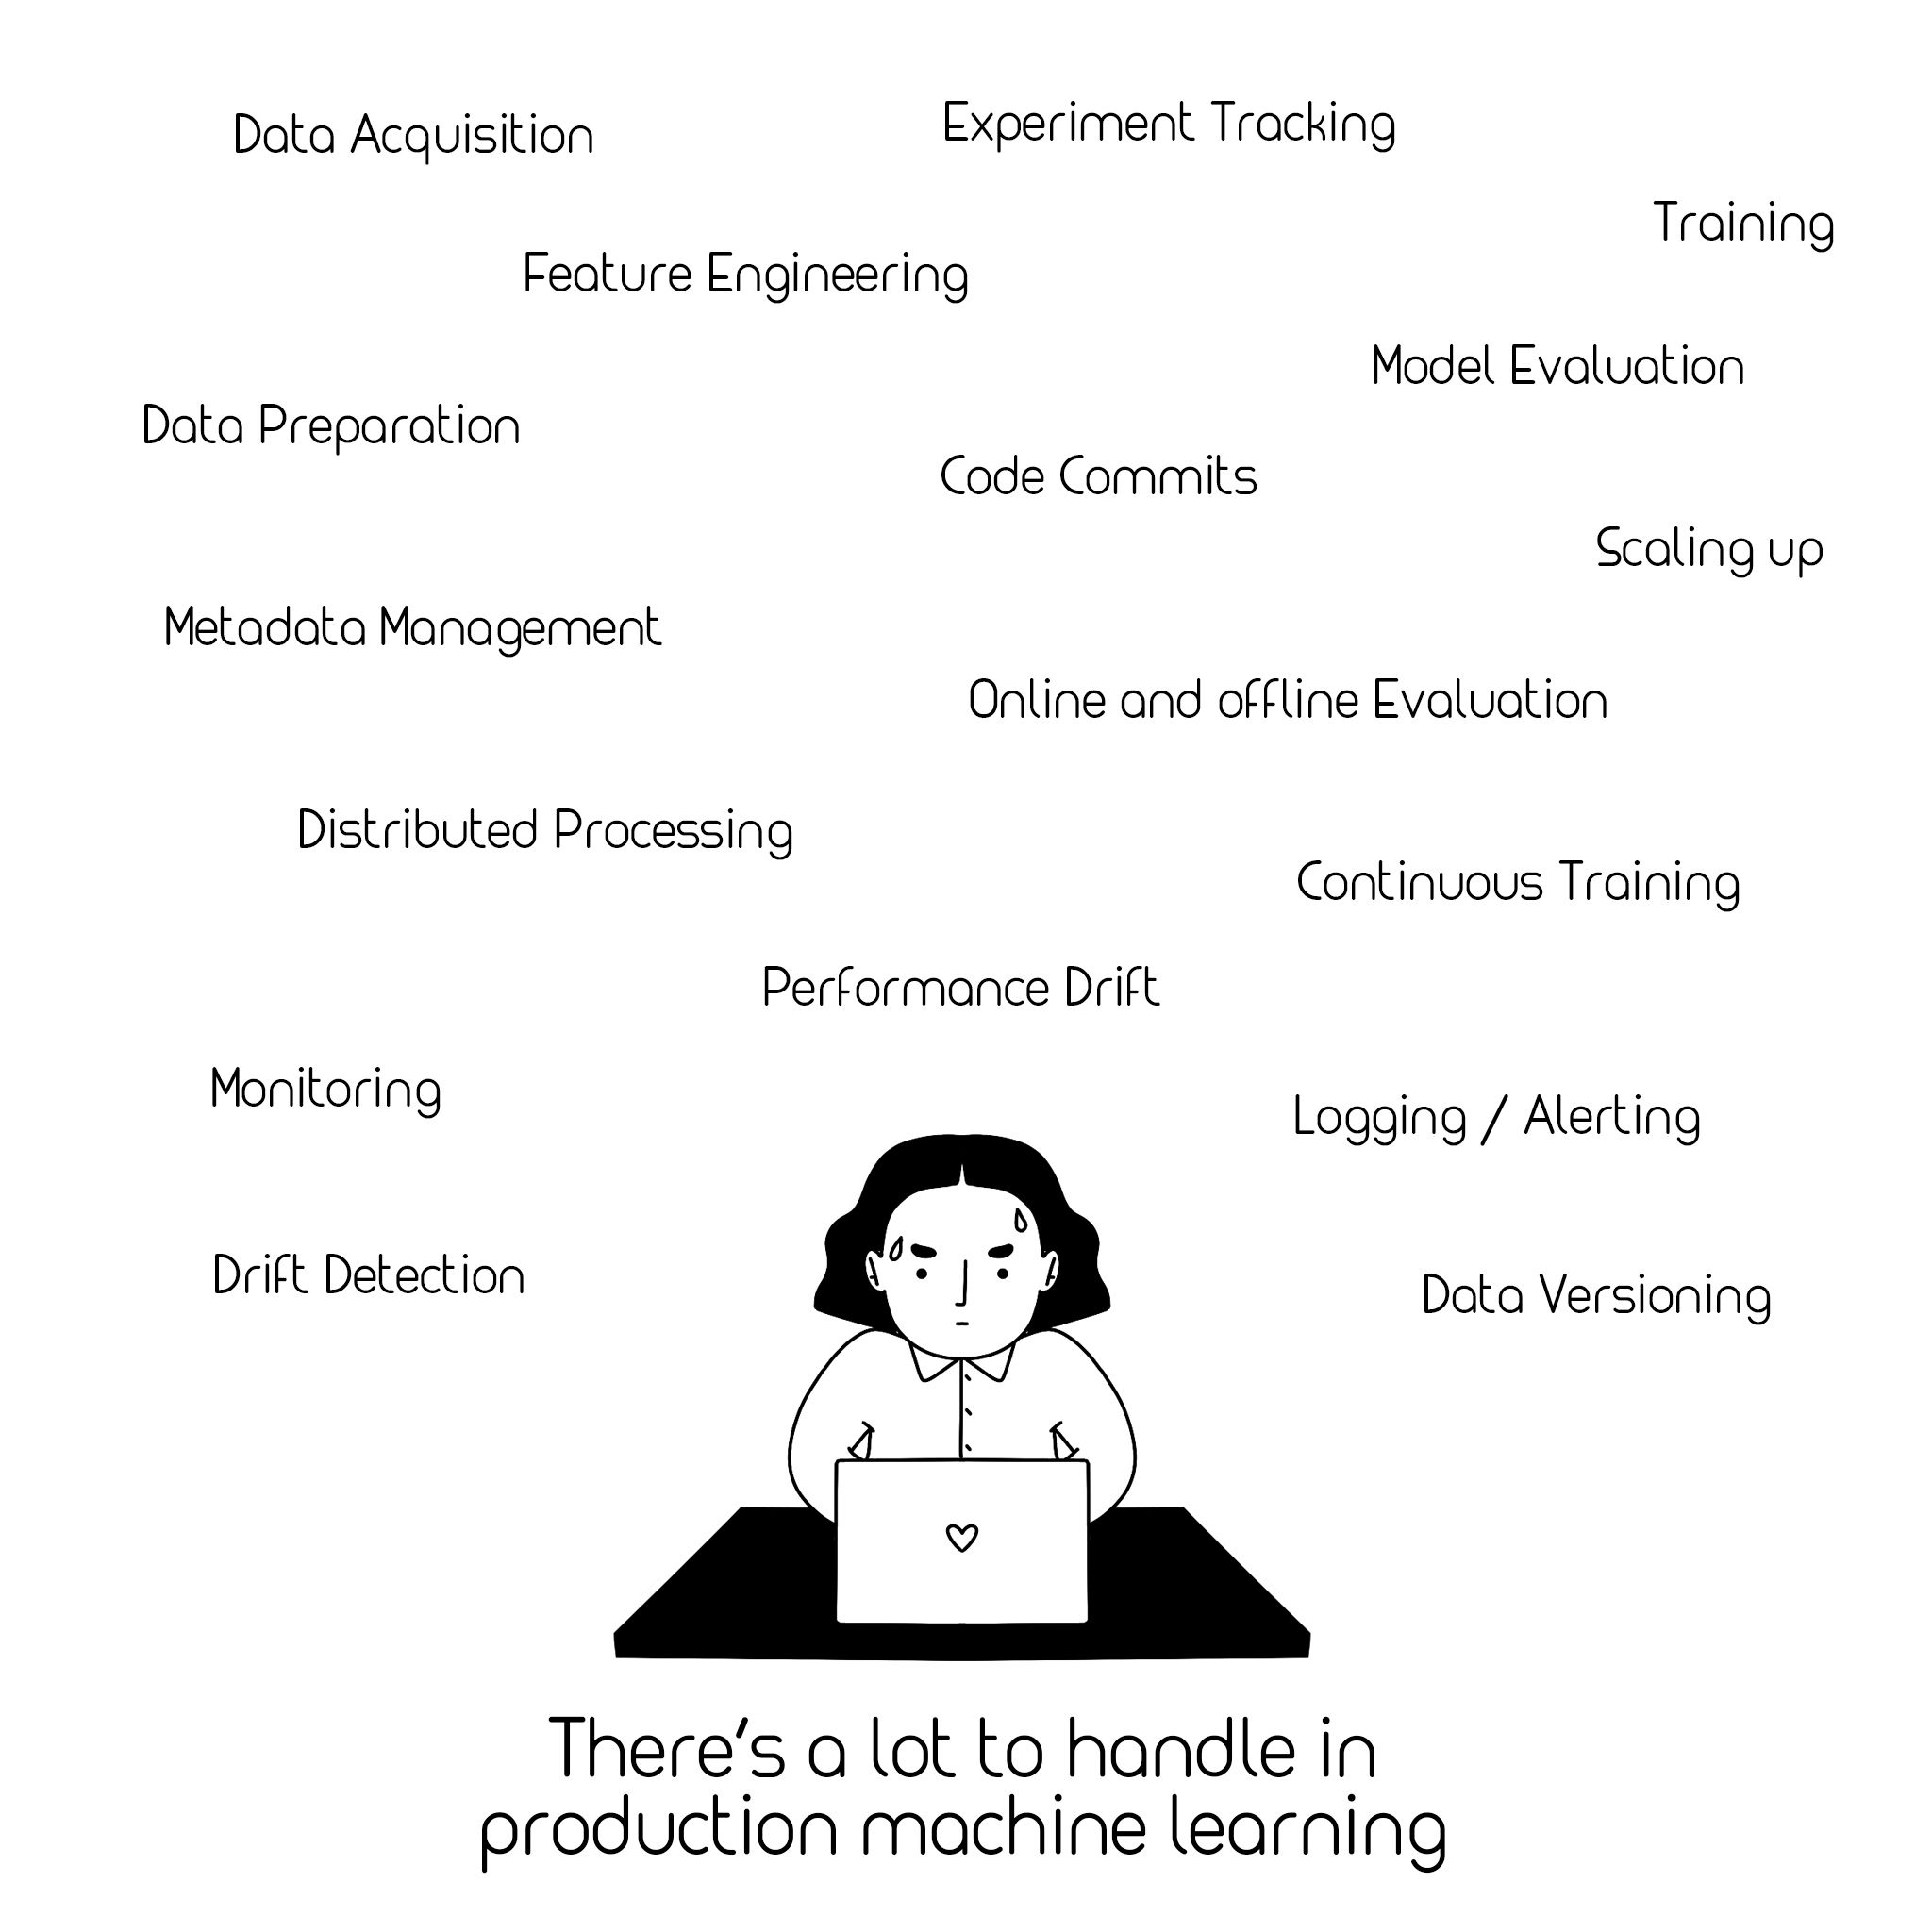 Data Acquisition
Experiment Tracking
Training
Feature Engineering
Model Evaluation
Data Preparation
Code Commits
Scaling up
Metadata Management
Online and offline Evaluation
Distributed Processing
Continuous Training
Performance Drift
Monitoring
Logging / Alerting
Drift Detection
Data Versioning
There's a lot to handle in
production machine learning